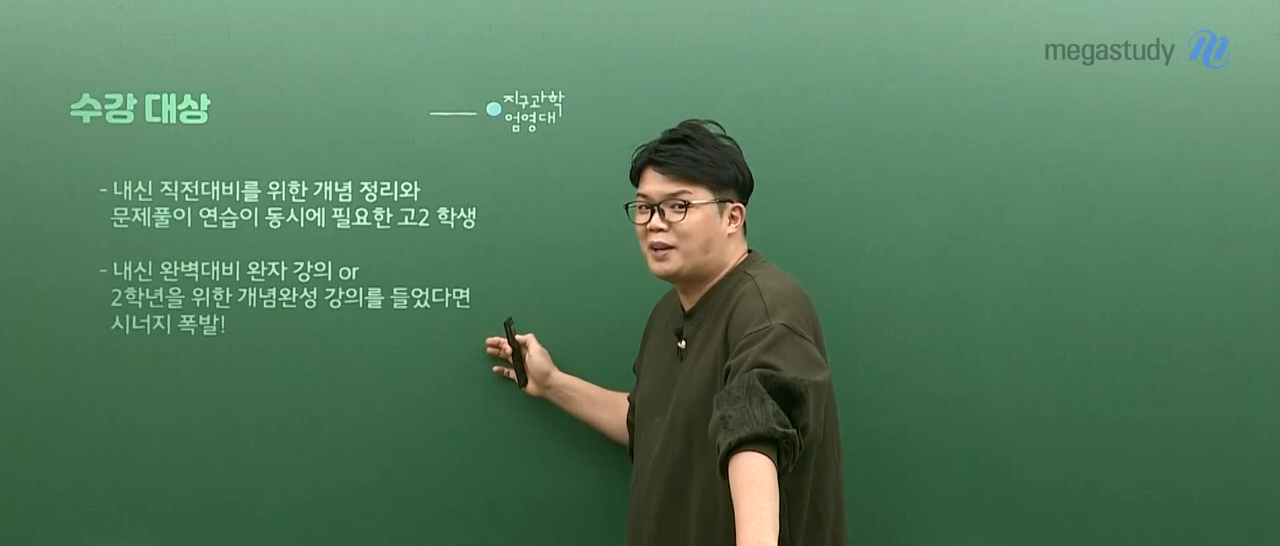 megastudy
수강 대상
지구과학
엄영대
- 내신 직전대비를 위한 개념 정리와
문제풀이 연습이 동시에 필요한 고2 학생
- 내신 완벽대비 완자 강의 or
2학년을 위한 개념완성 강의를 들었다면
시너지 폭발!